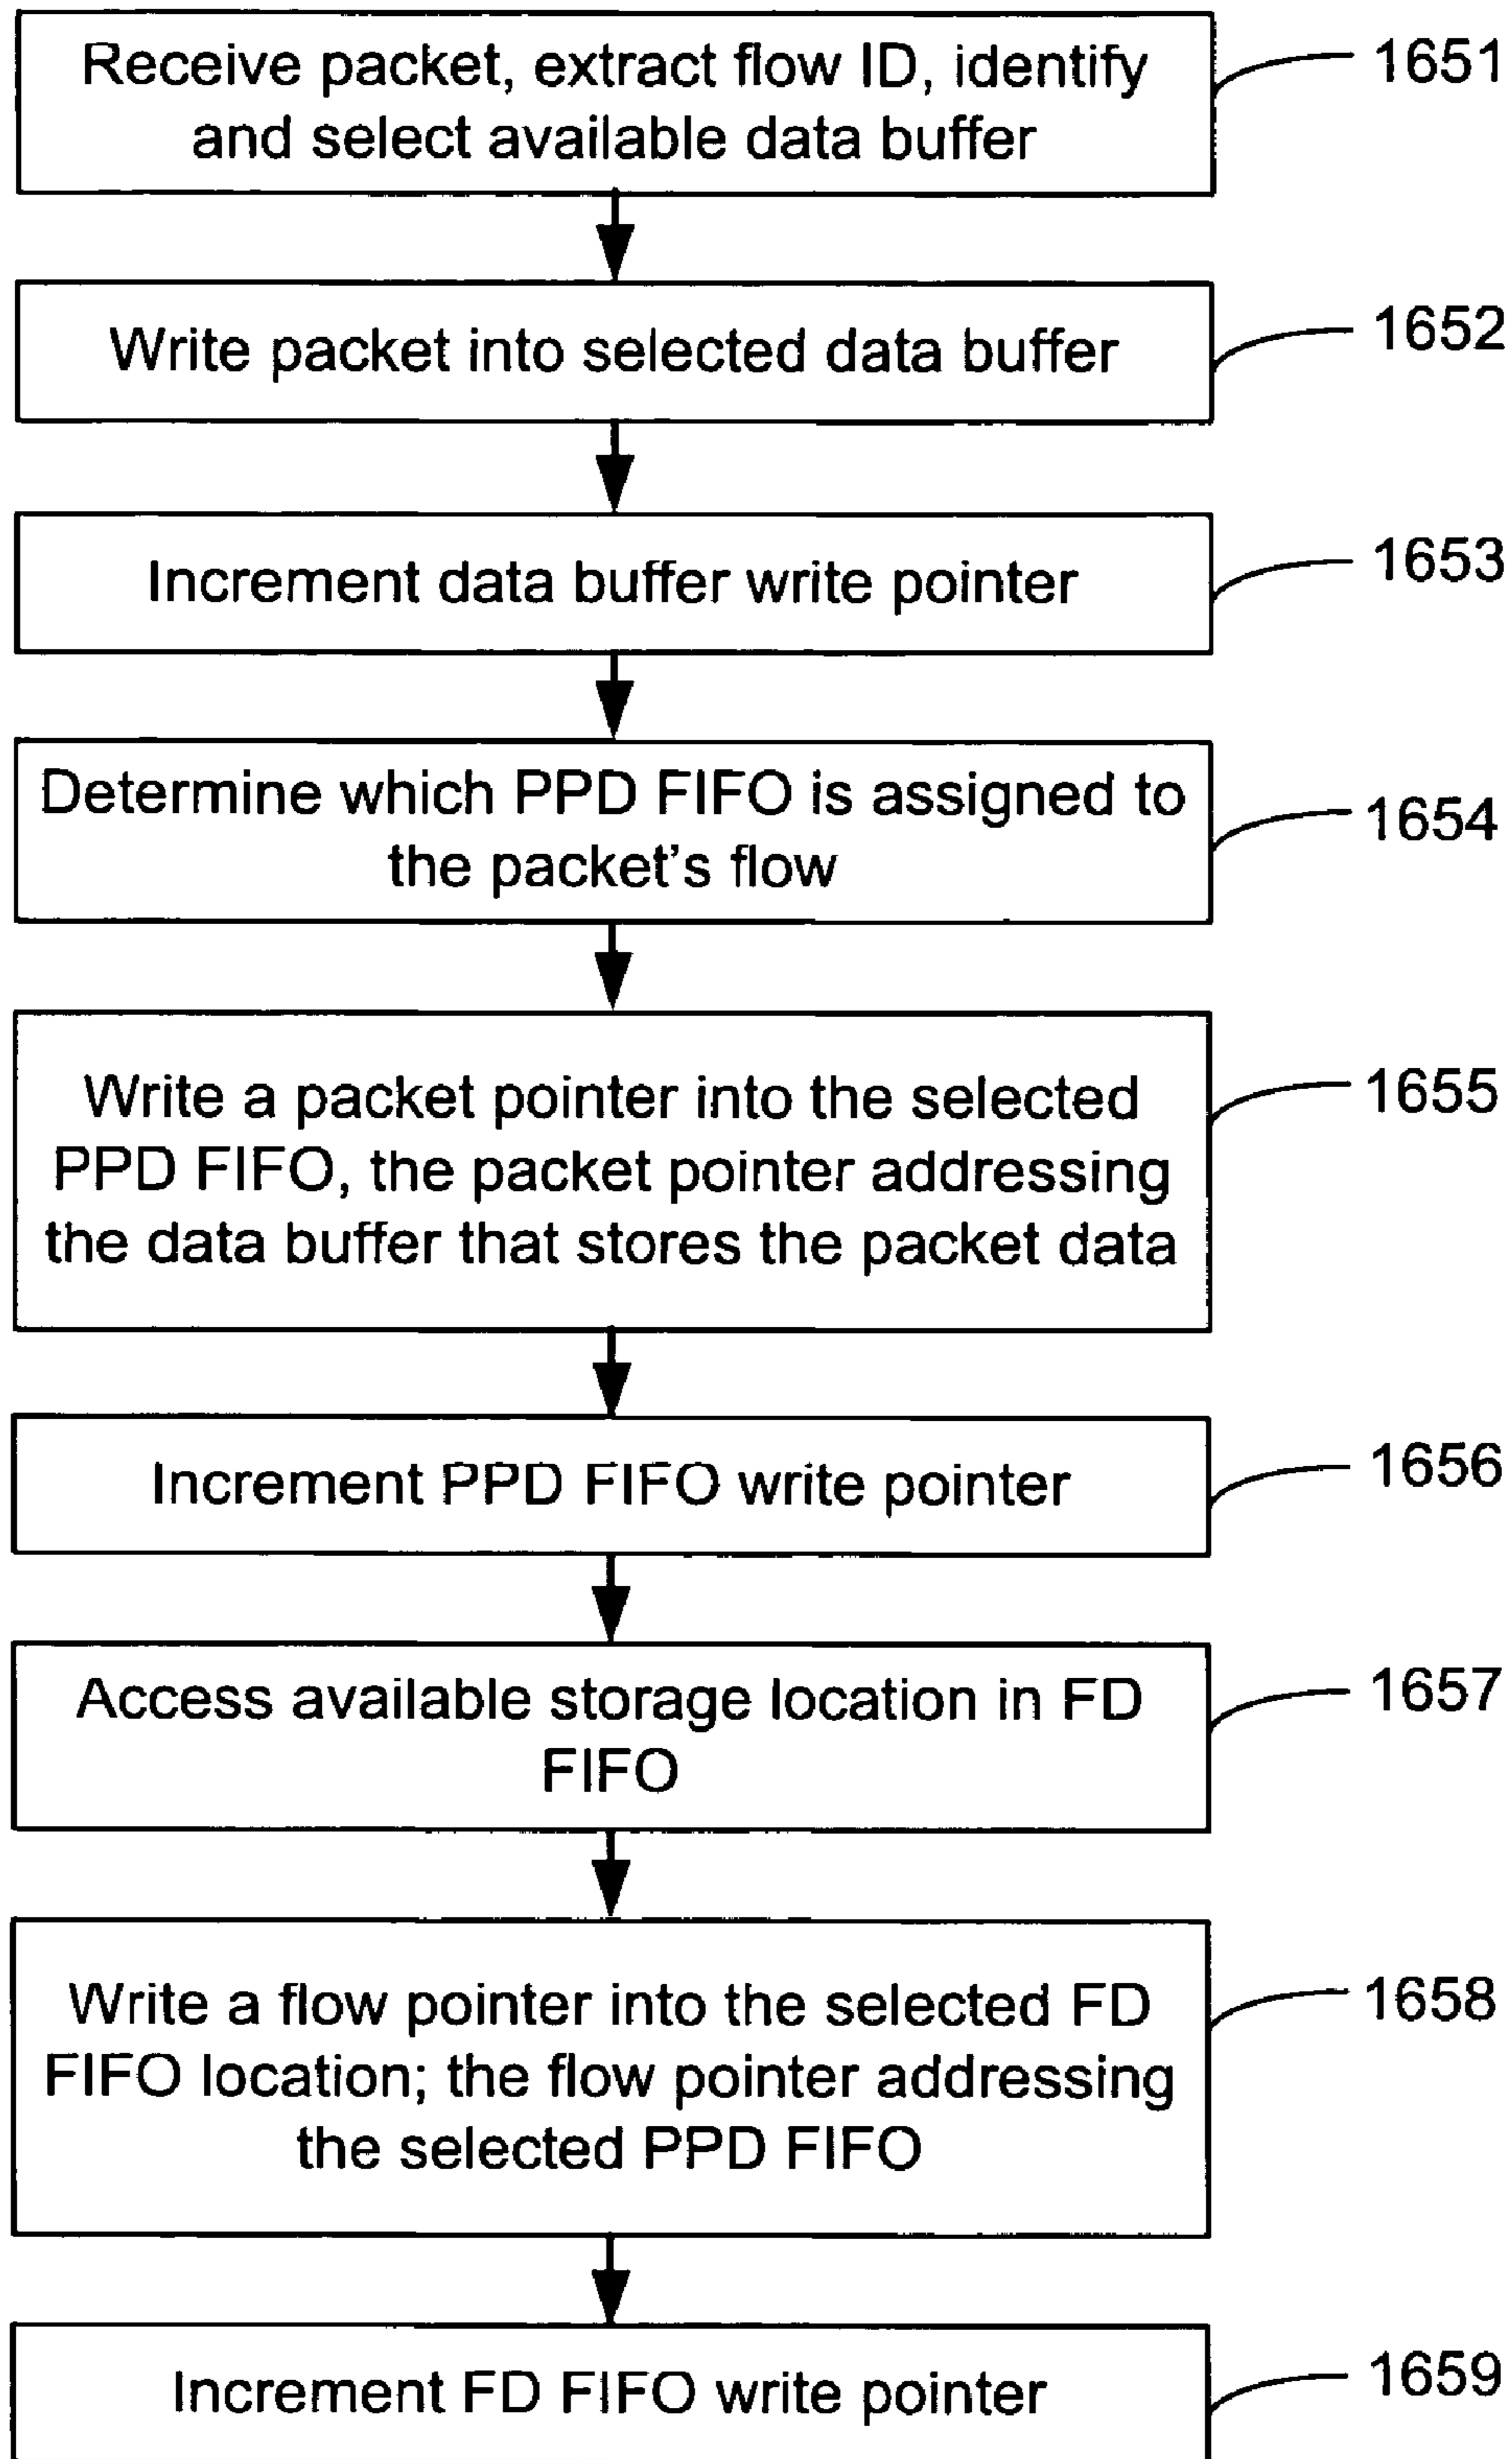 Receive packet, extract flow ID, identify
and select available data buffer
1651
Write packet into selected data buffer
1652
Increment data buffer write pointer
1653
Determine which PPD FIFO is assigned to
the packet's flow
1654
Write a packet pointer into the selected
PPD FIFO, the packet pointer addressing
the data buffer that stores the packet data
1655
Increment PPD FIFO write pointer
1656
Access available storage location in FD
FIFO
1657
Write a flow pointer into the selected FD
FIFO location; the flow pointer addressing
the selected PPD FIFO
1658
Increment FD FIFO write pointer
1659